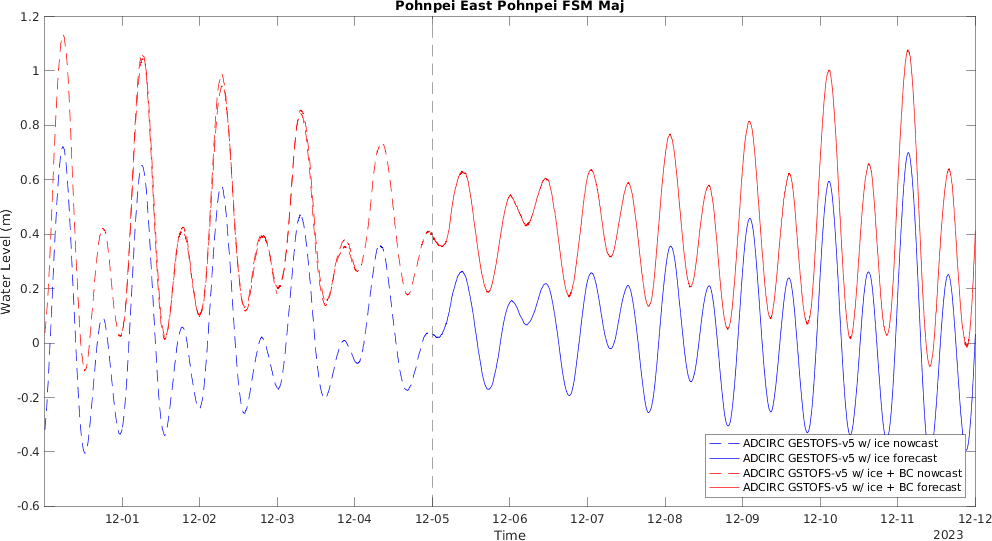 Pohnpei East Pohnpei FSM Maj
1.2
1
0.8
0.6
0.4
0.2
0
-0.2
-0.4
-0.6
Water Level (m)
12-01 12-02 12-03 12-04 12-05 12-06 12-07 12-08 12-09 12-10 12-11 12-12
Time
2023
ADCIRC GESTOFS-v5 w/ ice nowcast
ADCIRC GESTOFS-v5 w/ ice forecast
ADCIRC GSTOFS-v5 w/ ice + BC nowcast
ADCIRC GSTOFS-v5 w/ ice + BC forecast